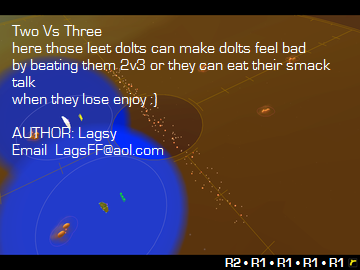 Two Vs Three
here those leet dolts can make dolts feel bad
by beating them 2v3 or they can eat their smack
talk
when they lose enjoy :)
AUTHOR: Lagsy
Email  LagsFF@aol.com
R2 • R1 • R1 • R1 • R1 r